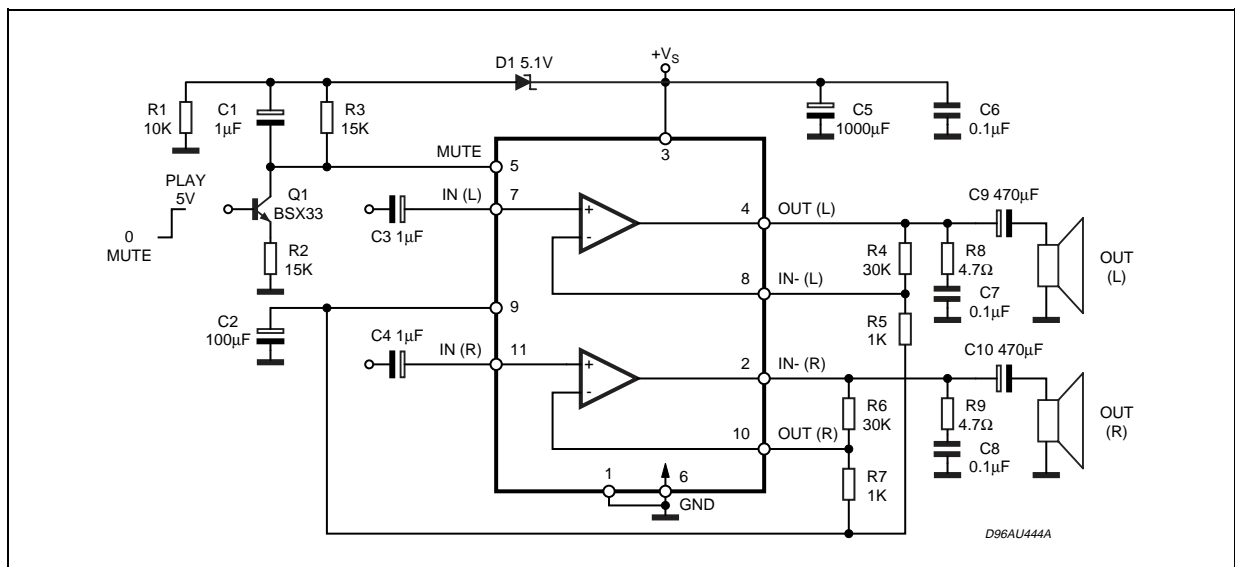 +VS
D1 5.1V
R1
10K
C1
1µF
R3
15K
C5
1000µF
C6
0.1µF
MUTE
5
3
PLAY
5V
0
MUTE
Q1
BSX33
R2
15K
IN (L)
7
C3 1µF
4
OUT (L)
C9 470µF
R4
30K
R8
4.7Ω
C7
0.1µF
OUT
(L)
8
IN- (L)
R5
1K
9
C2
100µF
C4 1µF
IN (R)
11
2
IN- (R)
C10 470µF
R6
30K
R9
4.7Ω
C8
0.1µF
OUT
(R)
10
OUT (R)
R7
1K
1
6
GND
+
-
+
-
D96AU444A